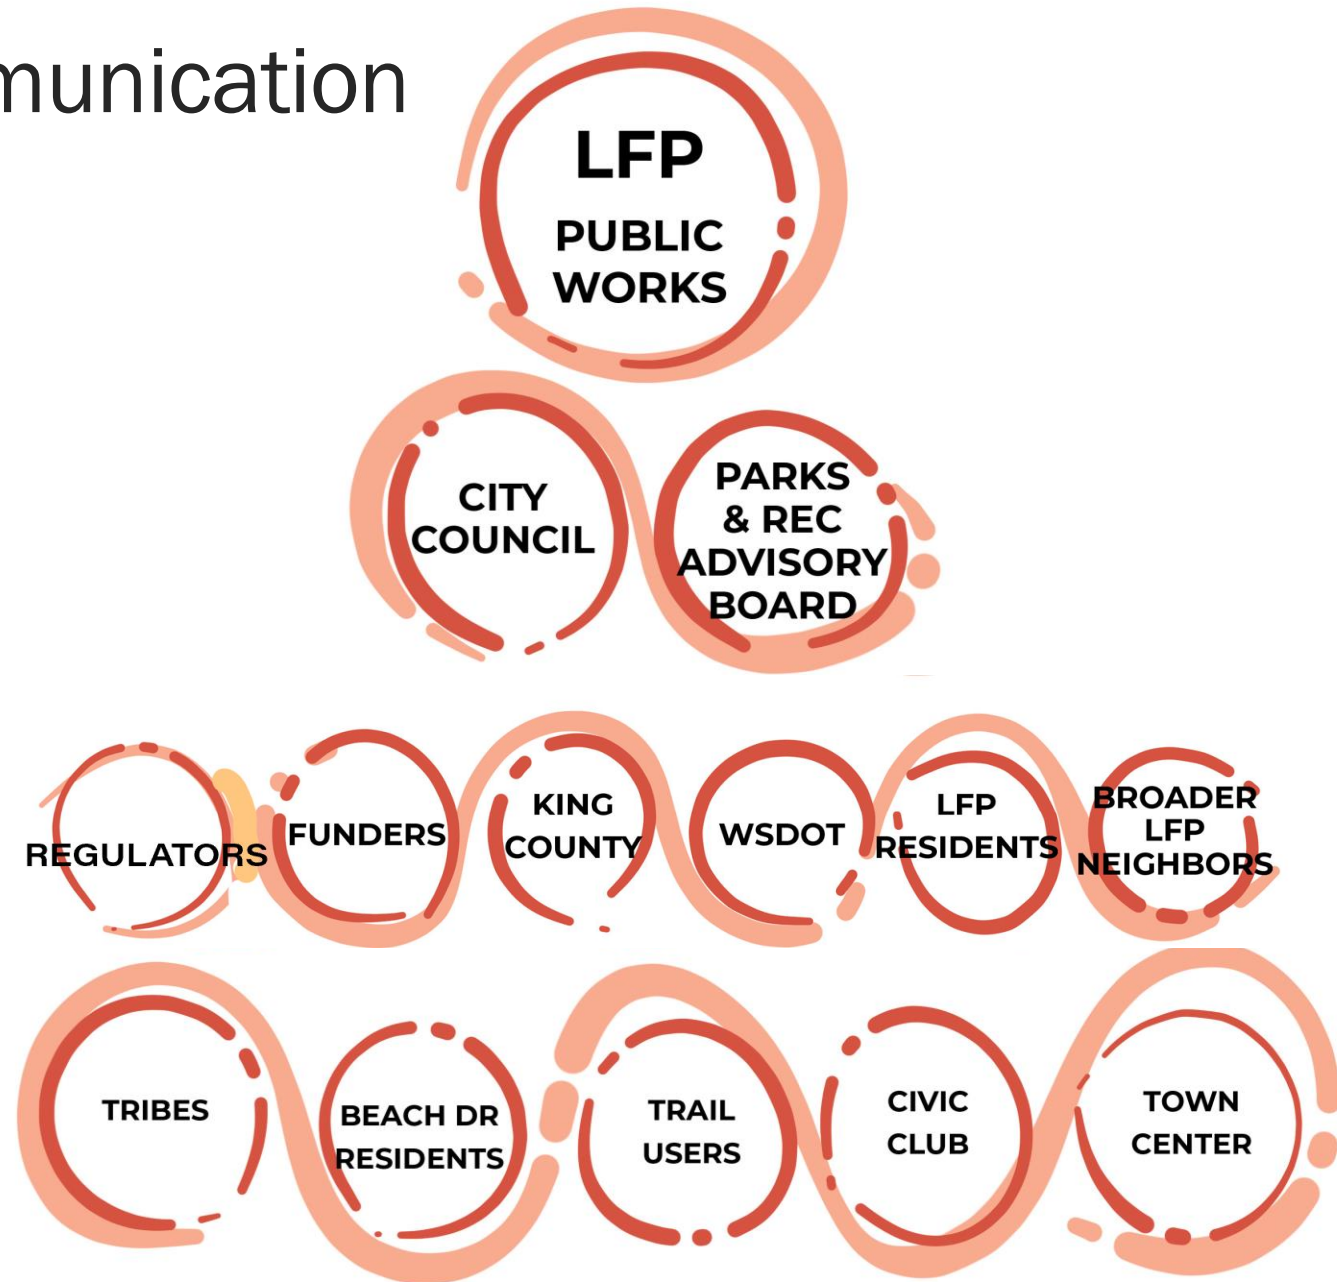 munication
LFP
PUBLIC
WORKS
CITY
COUNCIL
PARKS
& REC
ADVISORY
BOARD
REGULATORS
FUNDERS
KING
COUNTY
WSDOT
LFP
RESIDENTS
BROADER
LFP
NEIGHBORS
TRIBES
BEACH DR
RESIDENTS
TRAIL
USERS
CIVIC
CLUB
TOWN
CENTER